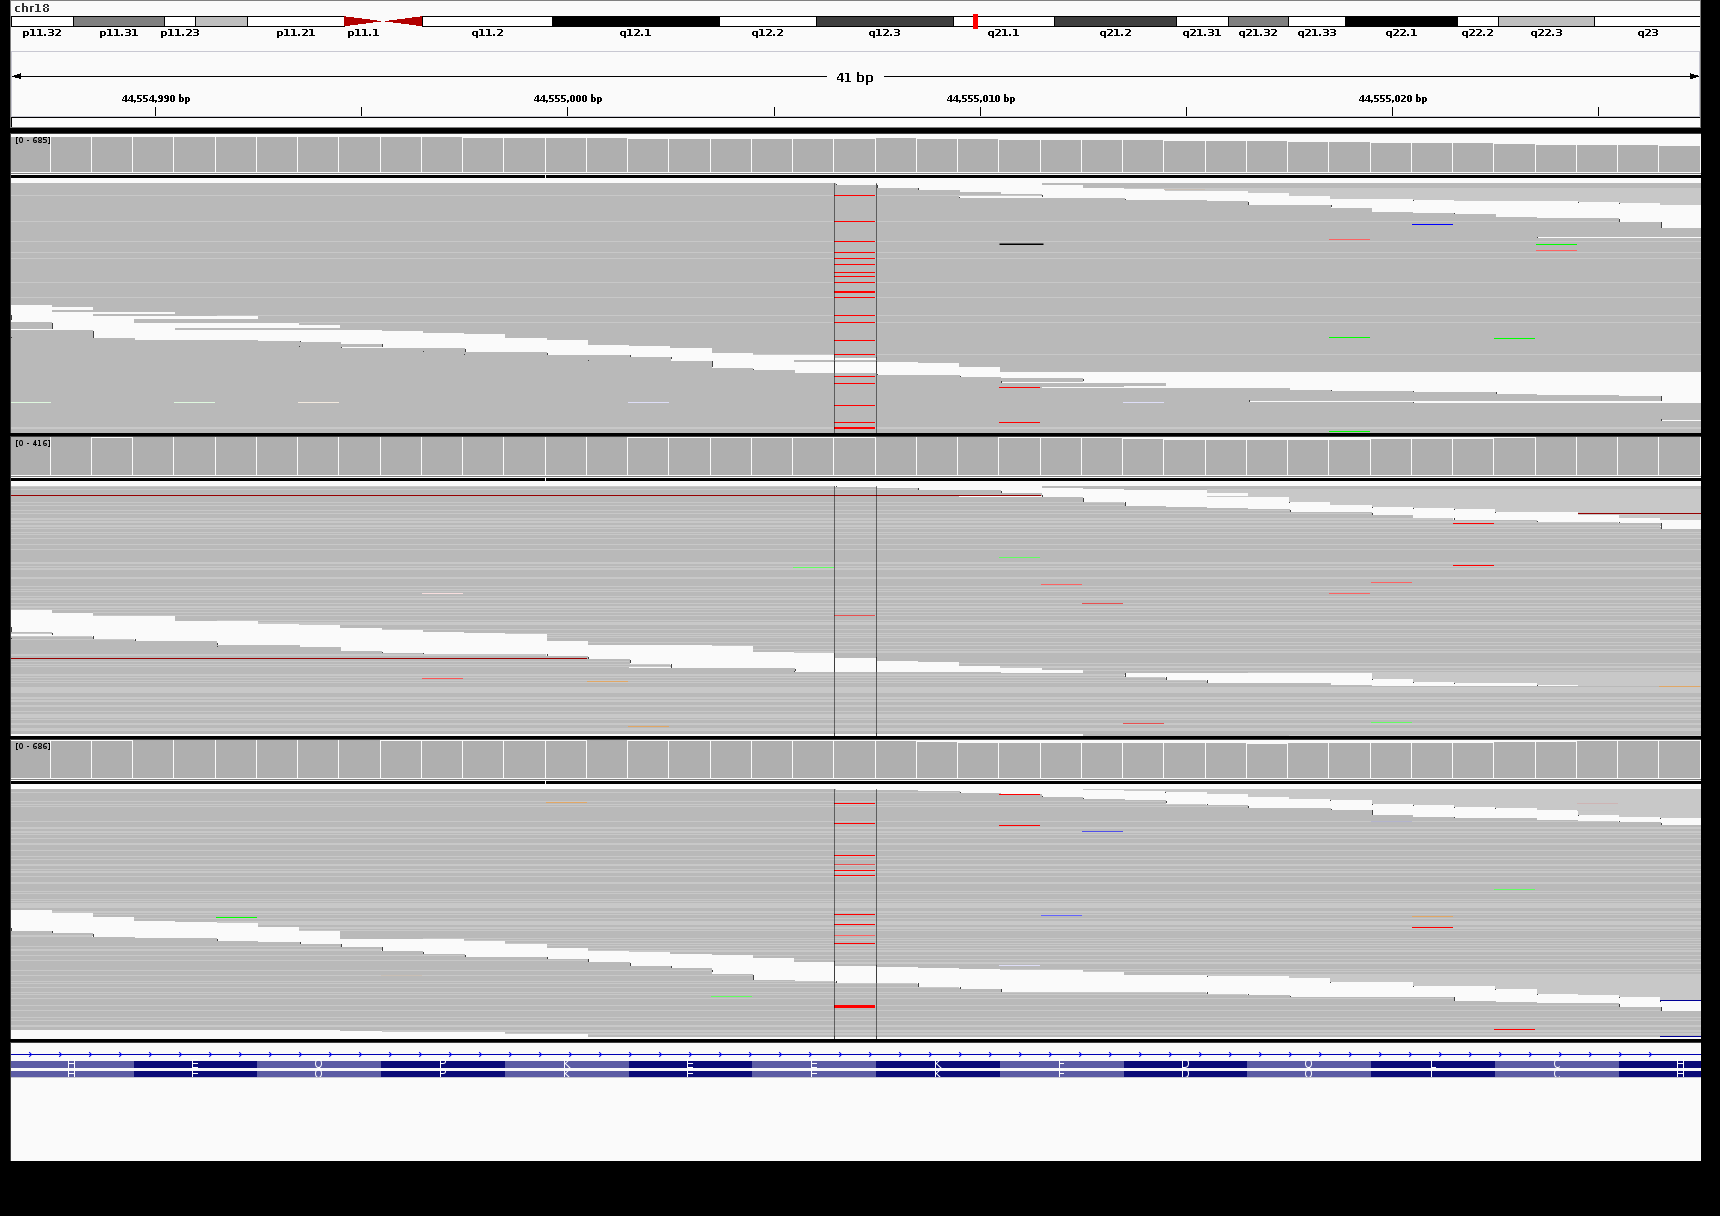 chr18
p11.32 p11.31 p11.23 p11.21 p11.1 q11.2 q12.1 q12.2 q12.3 q21.1 q21.2 q21.31 q21.32 q21.33 q22.1 q22.2 q22.3 q23
41 bp
44,554,990 bp 44,555,000 bp 44,555,010 bp 44,555,020 bp
[0 - 685]
[0 - 416]
[0 - 686]